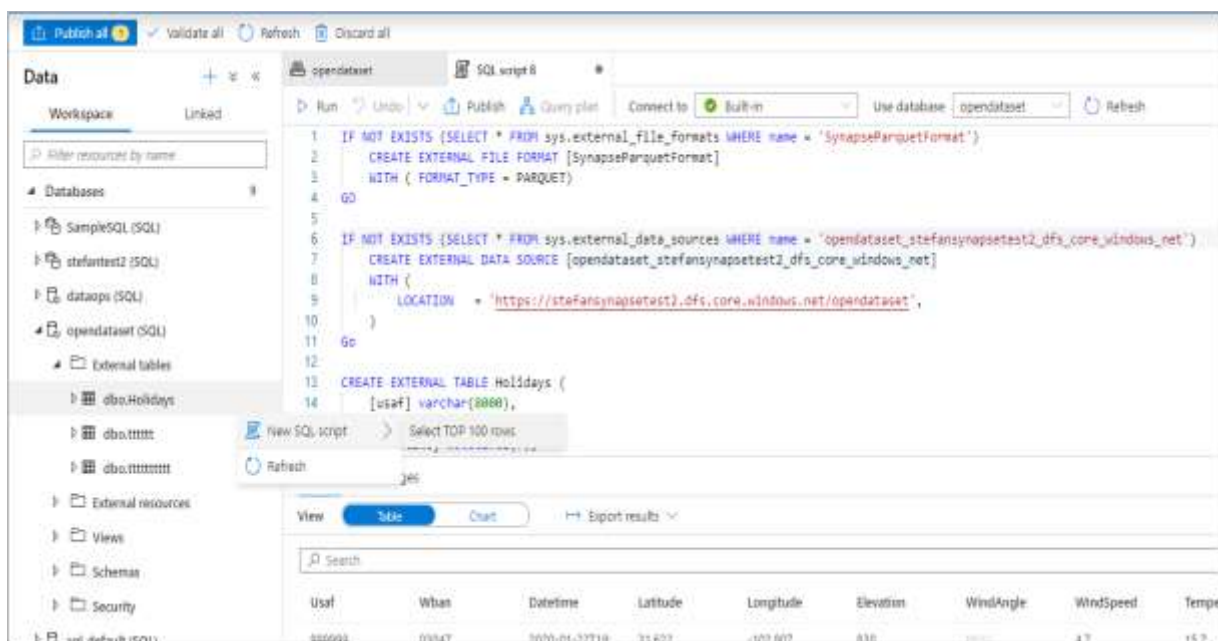 Publish all 1 Validate all Refresh Discard all
Data
Workspace Linked
Filter resources by name
Databases
SampleSQL (SQL)
stefantest2 (SQL)
dataops (SQL)
opendataset (SQL)
External tables
dbo.Holidays
External resources
Views
Schemas
Security
opendataset SQL script 8
Run Undo Publish Query plan Connect to Built-in Use database opendataset Refresh
1 IF NOT EXISTS (SELECT * FROM sys.external_file_formats WHERE name = 'SynapseParquetFormat')
2 CREATE EXTERNAL FILE FORMAT [SynapseParquetFormat]
3 WITH ( FORMAT_TYPE = PARQUET)
4 GO
5
6 IF NOT EXISTS (SELECT * FROM sys.external_data_sources WHERE name = 'opendataset_stefansynapsetest2_dfs_core_windows_net')
7 CREATE EXTERNAL DATA SOURCE [opendataset_stefansynapsetest2_dfs_core_windows_net]
8 WITH (
9 LOCATION = 'https://stefansynapsetest2.dfs.core.windows.net/opendataset',
10 )
11 Go
12
13 CREATE EXTERNAL TABLE Holidays (
14 [usaf] varchar(8000),
New SQL script Select TOP 100 rows
Refresh
View Table Chart Export results
Search
Usaf Wban Datetime Latitude Longitude Elevation WindAngle WindSpeed Tempe